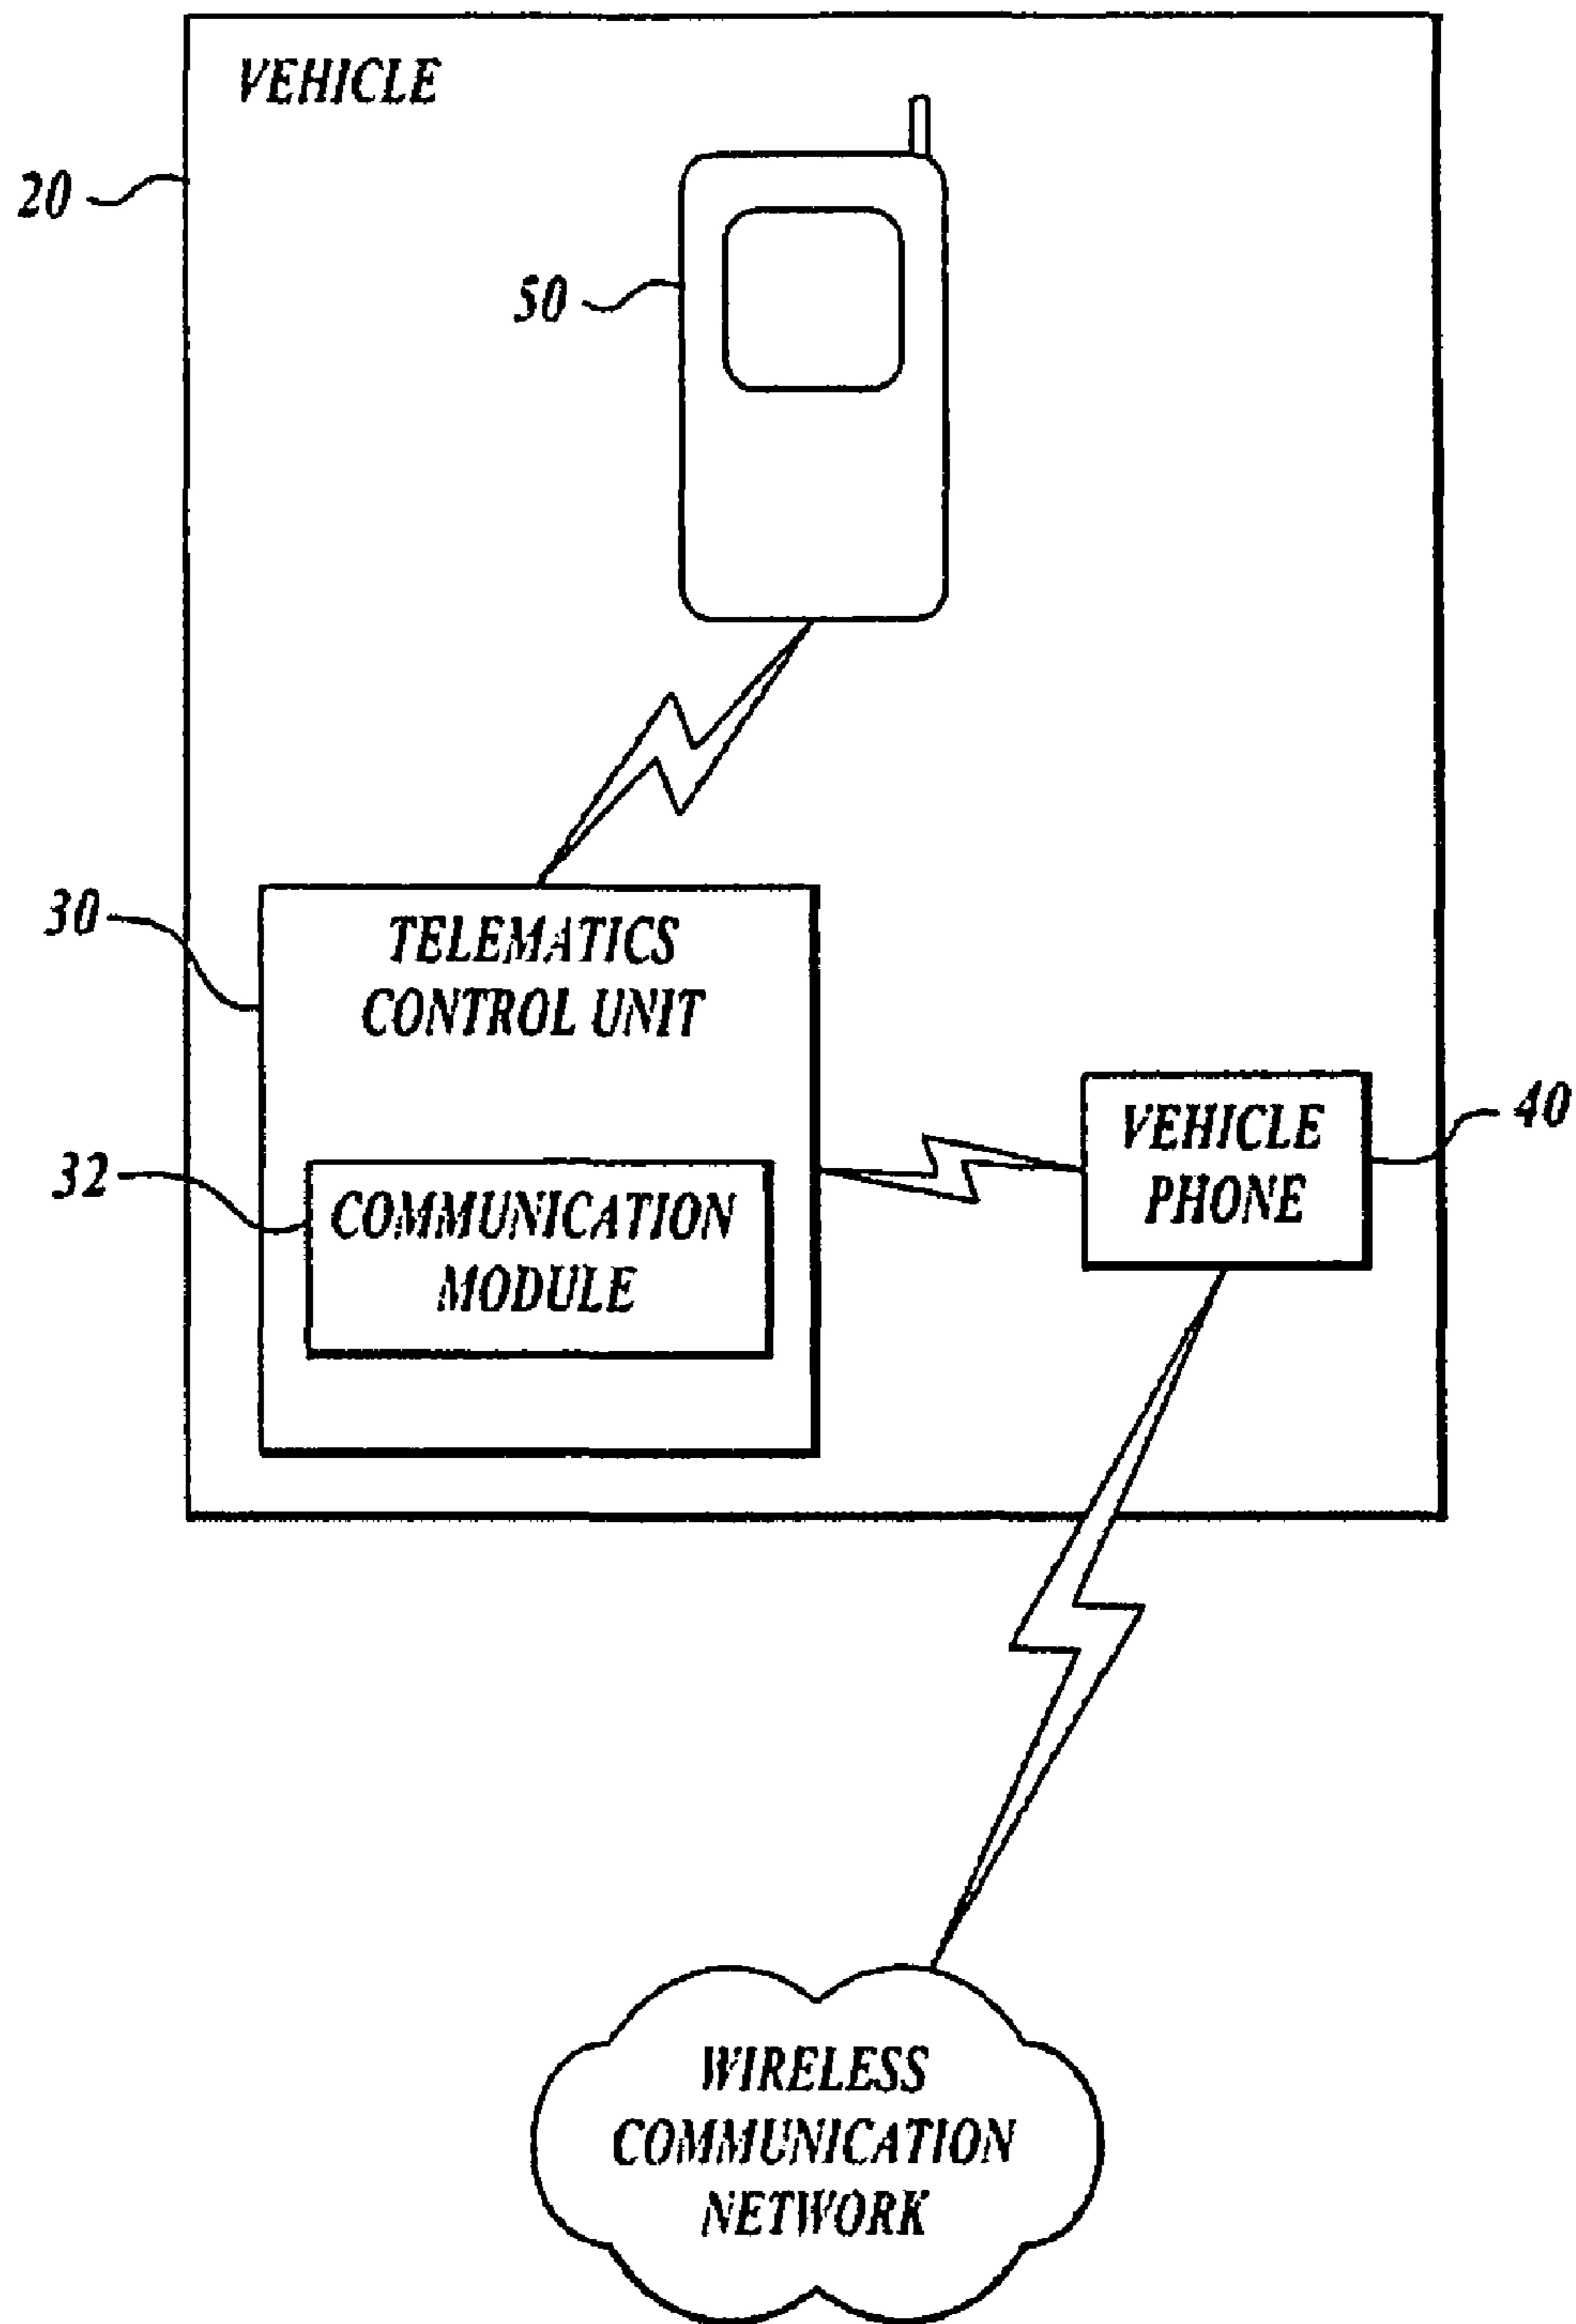 VEHICLE
20
50
30
TELEMATICS
CONTROL UNIT
32
COMMUNICATION
MODULE
VEHICLE
PHONE
40
WIRELESS
COMMUNICATION
NETWORK